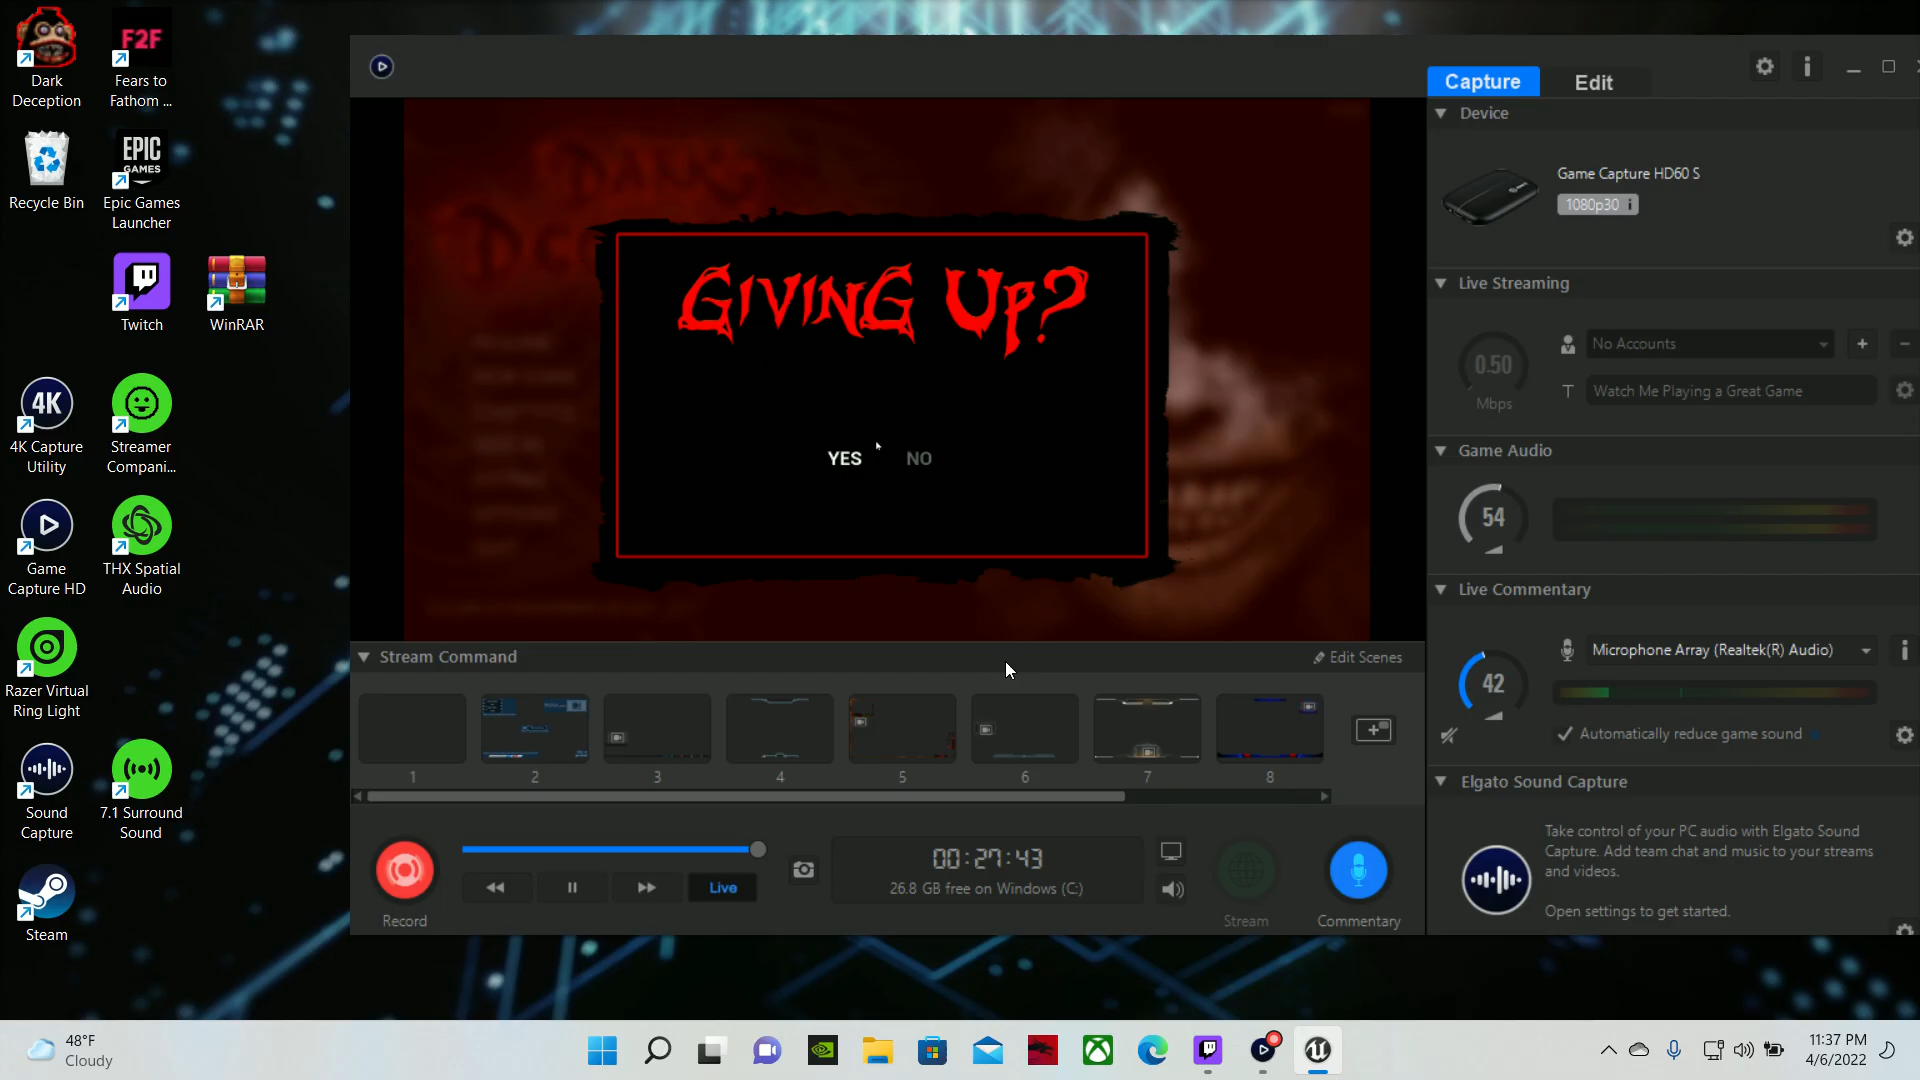 Dark
Deception
F2F
Fears to
Fathom ...
Recycle Bin
EPIC
GAMES
Epic Games
Launcher
Twitch
WinRAR
4K
4K Capture
Utility
Streamer
Compani...
Game
Capture HD
THX Spatial
Audio
Razer Virtual
Ring Light
Sound
Capture
7.1 Surround
Sound
Steam
Capture
Edit
Device
Game Capture HD60 S
1080p30
Live Streaming
0.50
Mbps
No Accounts
T
Watch Me Playing a Great Game
Game Audio
54
Live Commentary
Microphone Array (Realtek(R) Audio)
42
Automatically reduce game sound
Elgato Sound Capture
Take control of your PC audio with Elgato Sound
Capture. Add team chat and music to your streams
and videos.
Open settings to get started.
DARK
GIVING UP?
YES
NO
Stream Command
Edit Scenes
1
2
3
4
5
6
7
8
Record
Live
00:27:43
26.8 GB free on Windows (C:)
Stream
Commentary
48°F
Cloudy
11:37 PM
4/6/2022